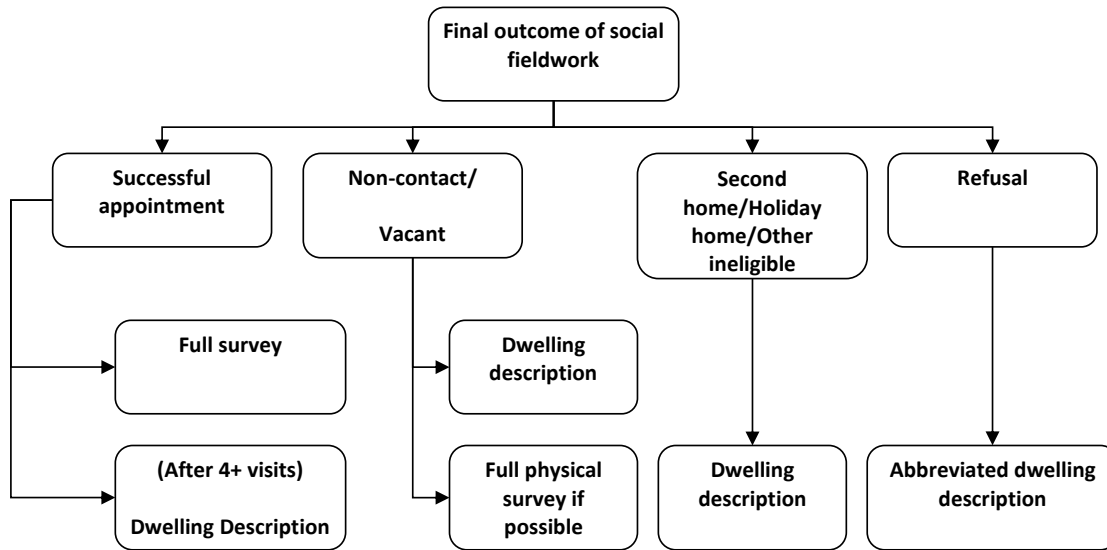 Final outcome of social
fieldwork
Successful
appointment
Non-contact/
Vacant
Second
home/Holiday
home/Other
ineligible
Refusal
Full survey
Dwelling
description
(After 4+ visits)
Dwelling Description
Full physical
survey if
possible
Dwelling
description
Abbreviated dwelling
description